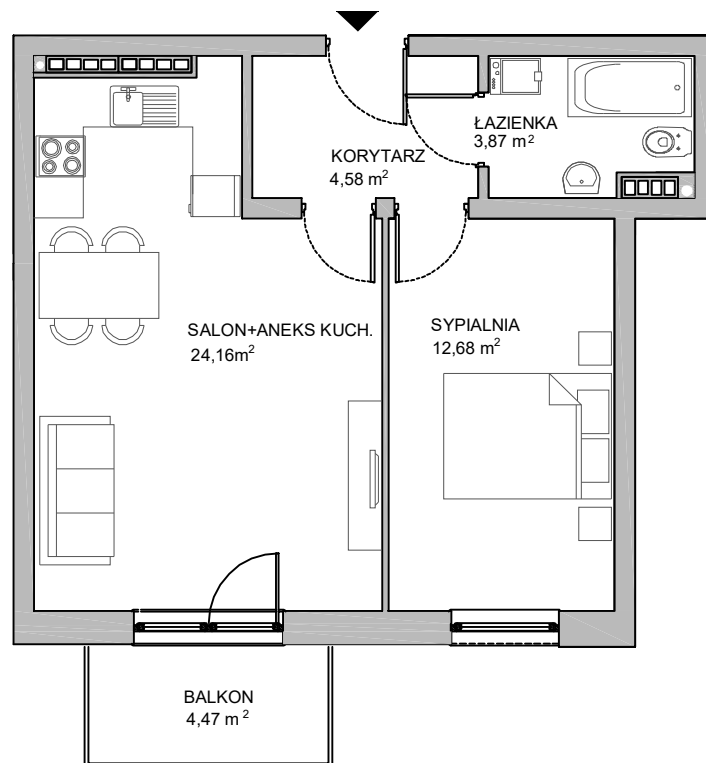 ŁAZIENKA
3,87 m²
KORYTARZ
4,58 m²
SALON+ANEKS KUCH.
24,16m²
SYPIALNIA
12,68 m²
BALKON
4,47 m²